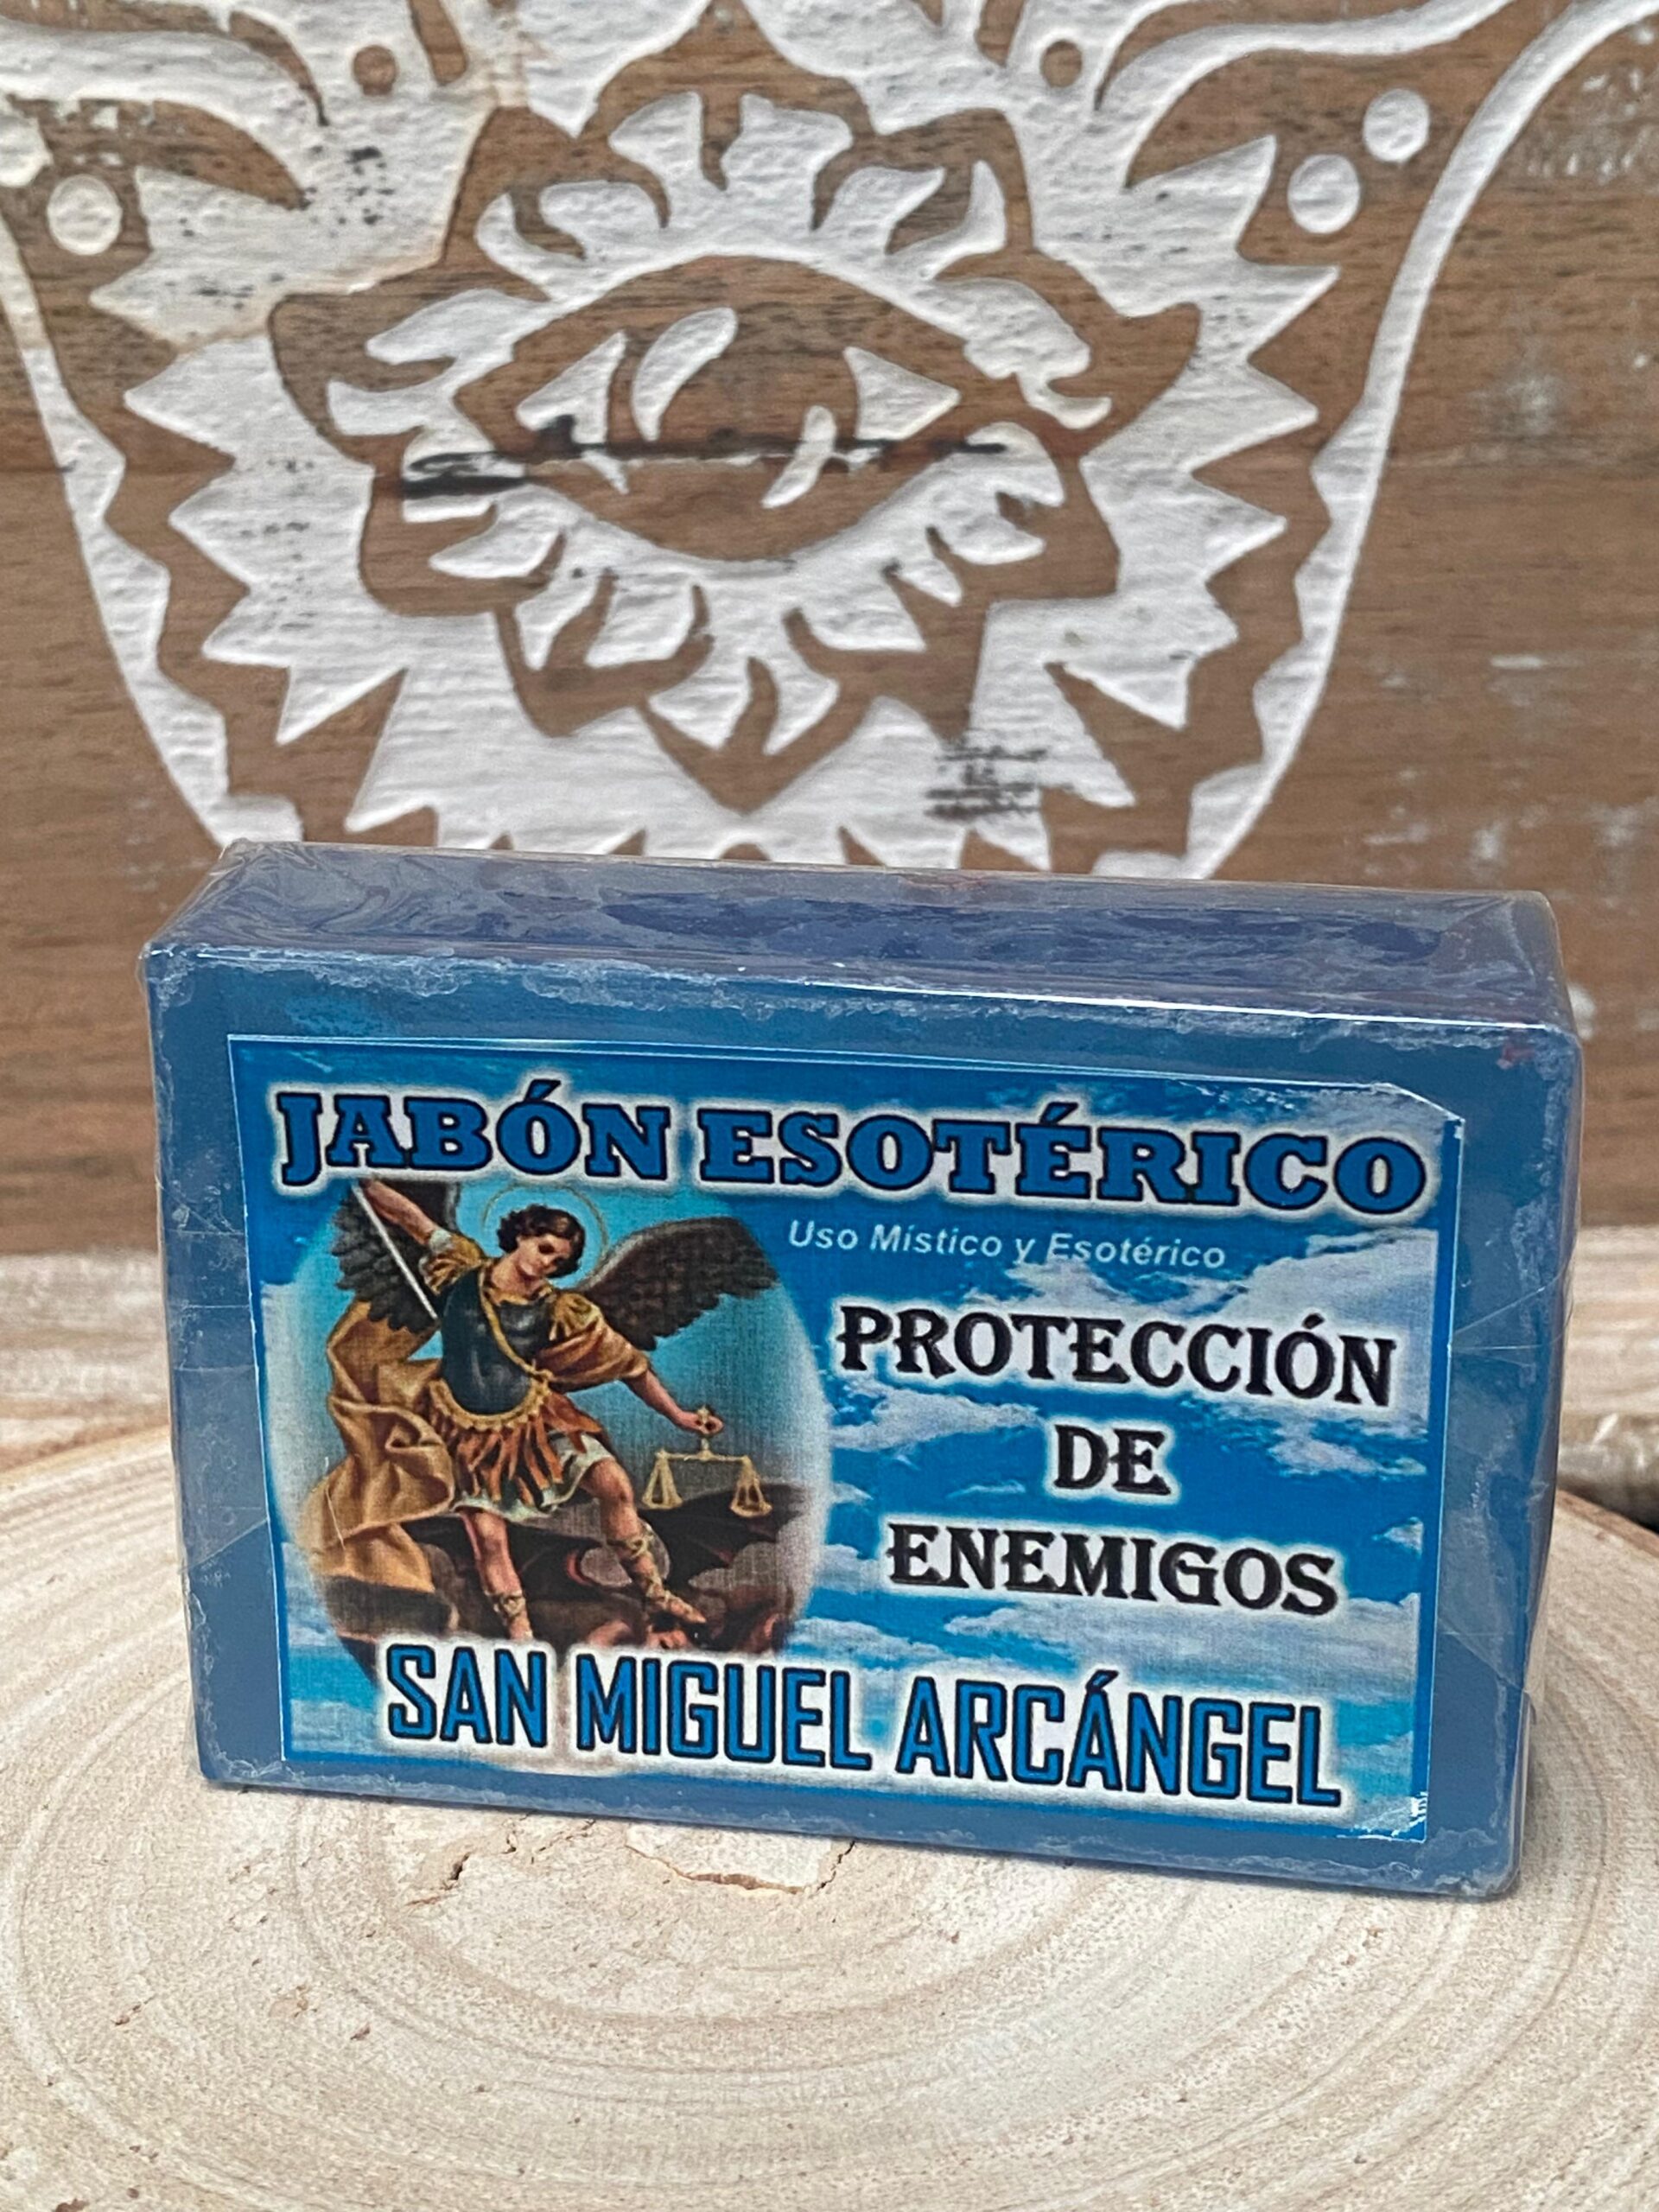 JABÓN ESOTÉRICO
Uso Místico y Esotérico
PROTECCIÓN
DE
ENEMIGOS
SAN MIGUEL ARCÁNGEL